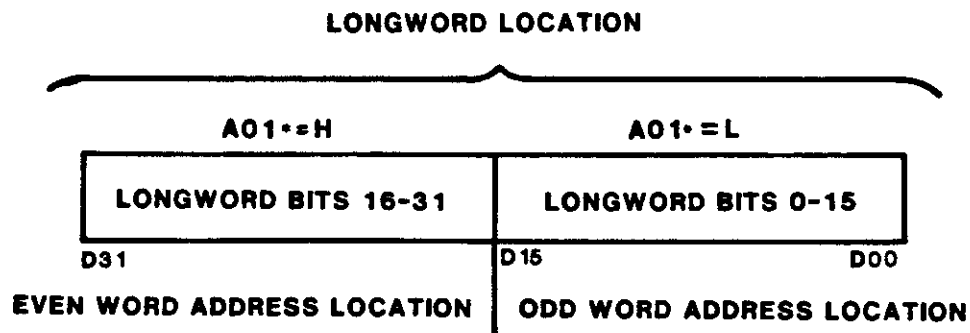 LONGWORD LOCATION
A01*=H A01*=L
LONGWORD BITS 16-31 LONGWORD BITS 0-15
D31 D15 D00
EVEN WORD ADDRESS LOCATION ODD WORD ADDRESS LOCATION